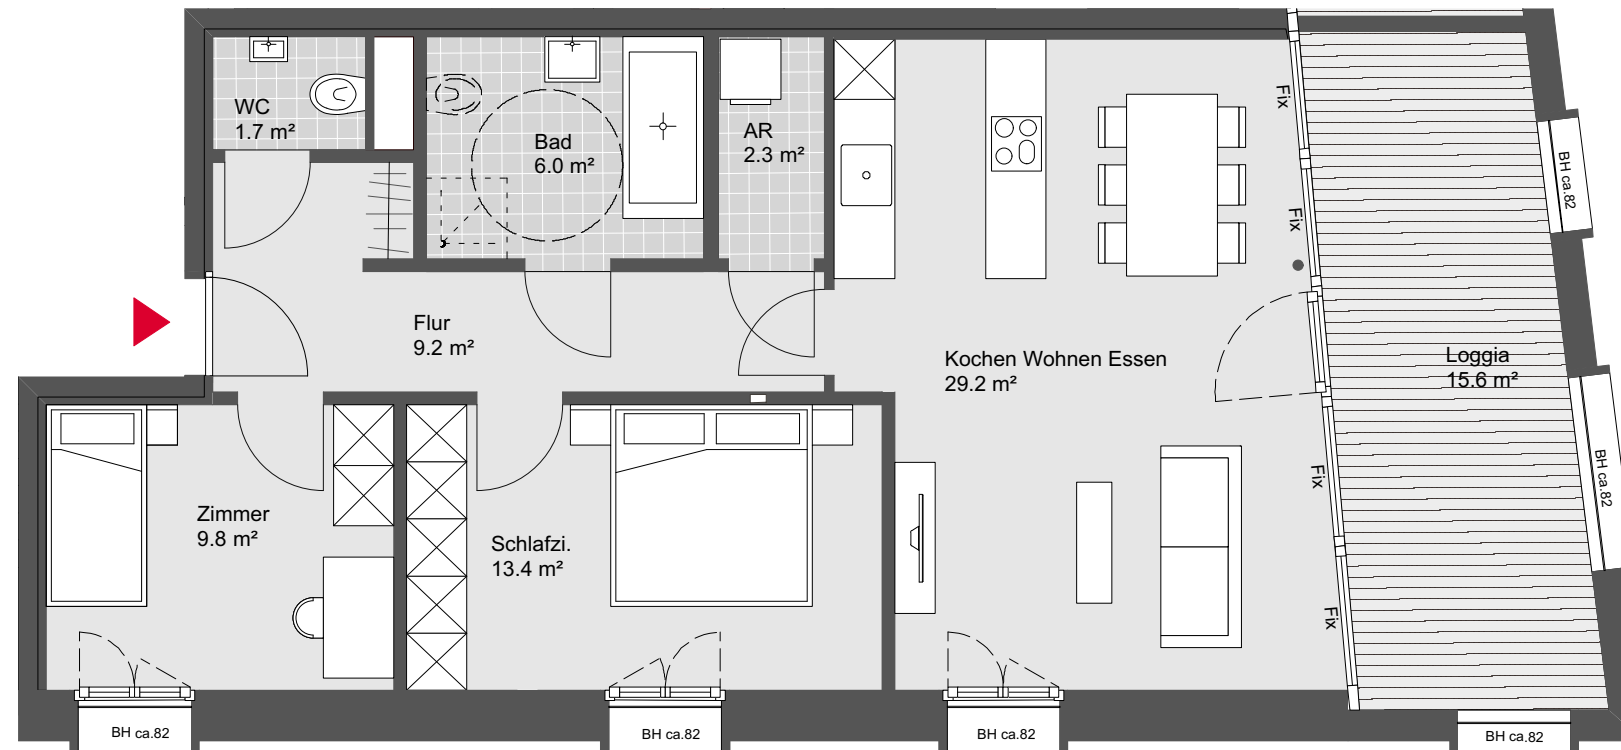 WC
1.7 m²
Bad
6.0 m²
AR
2.3 m²
Fix
BH ca.82
Fix
Flur
9.2 m²
Kochen Wohnen Essen
29.2 m²
Loggia
15.6 m²
Fix
BH ca.82
Zimmer
9.8 m²
Schlafzi.
13.4 m²
Fix
BH ca.82
BH ca.82
BH ca.82
BH ca.82